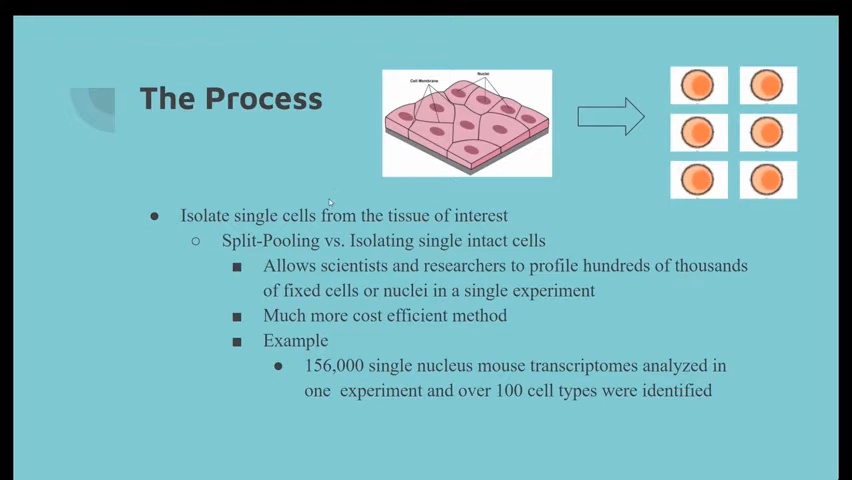 The Process
Cell Membrane
Nuclei
Isolate single cells from the tissue of interest
Split-Pooling vs. Isolating single intact cells
Allows scientists and researchers to profile hundreds of thousands
of fixed cells or nuclei in a single experiment
Much more cost efficient method
Example
156,000 single nucleus mouse transcriptomes analyzed in
one experiment and over 100 cell types were identified